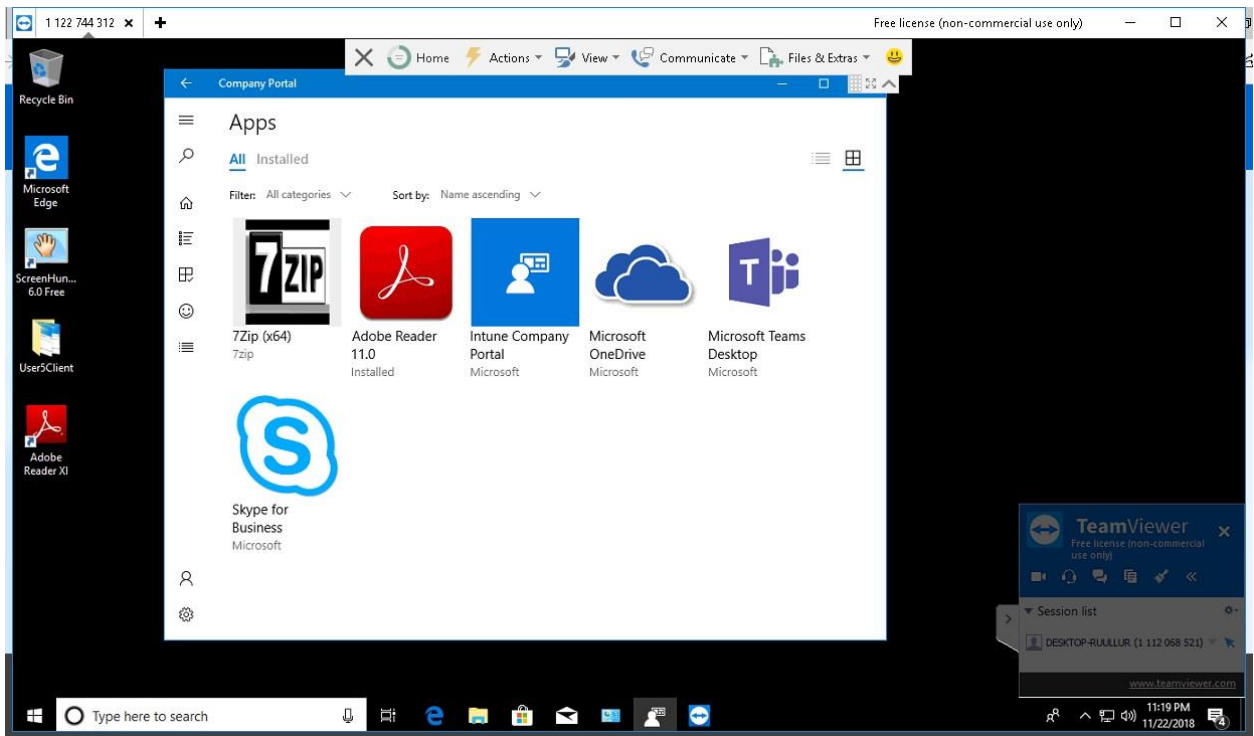 1 122 744 312
Free license (non-commercial use only)
Home Actions View Communicate Files & Extras
Recycle Bin
Microsoft
Edge
ScreenHun...
6.0 Free
User5Client
Adobe
Reader XI
Company Portal
Apps
All Installed
Filter: All categories Sort by: Name ascending
7 ZIP
7Zip (x64)
7zip
Adobe Reader
11.0
Installed
Intune Company
Portal
Microsoft
Microsoft
OneDrive
Microsoft
T
Microsoft Teams
Desktop
Microsoft
S
Skype for
Business
Microsoft
TeamViewer
Free license (non-commercial
use only)
Session list
DESKTOP-RUULLUR (1 112 068 521)
www.teamviewer.com
Type here to search
11:19 PM
11/22/2018
4